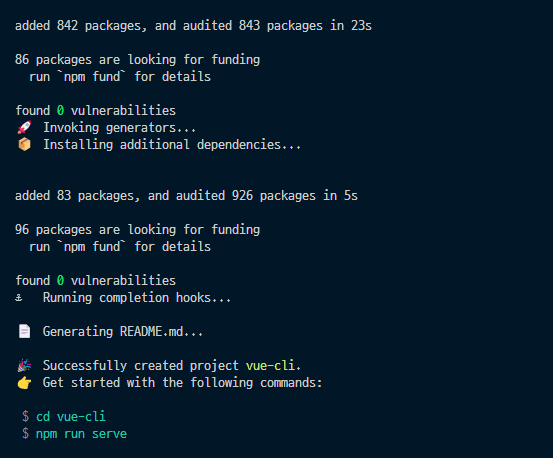 added 842 packages, and audited 843 packages in 23s
86 packages are looking for funding
run `npm fund` for details
found 0 vulnerabilities
🚀 Invoking generators...
📦 Installing additional dependencies...
added 83 packages, and audited 926 packages in 5s
96 packages are looking for funding
run `npm fund` for details
found 0 vulnerabilities
⚓ Running completion hooks...
📄 Generating README.md...
🎉 Successfully created project vue-cli.
👉 Get started with the following commands:
$ cd vue-cli
$ npm run serve